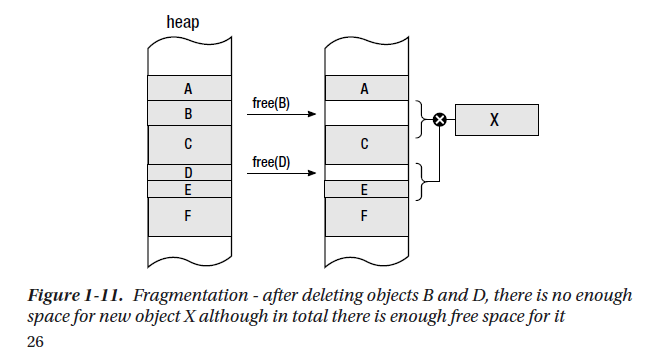 heap
A
B
C
D
E
F
free(B)
free(D)
A
C
E
F
X
Figure 1-11. Fragmentation - after deleting objects B and D, there is no enough
space for new object X although in total there is enough free space for it
26